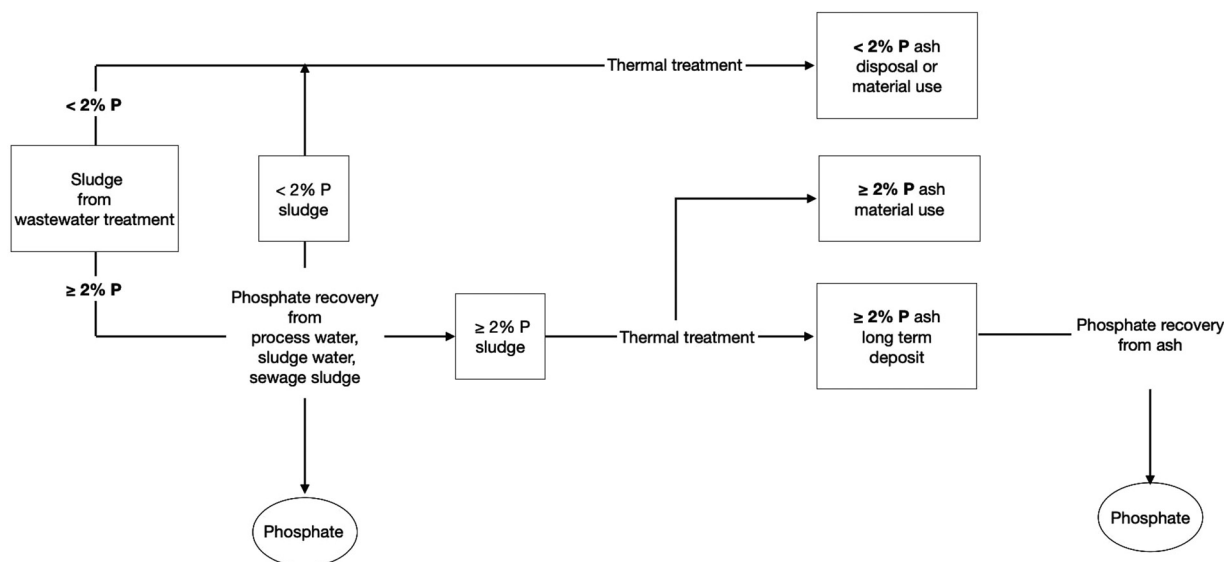 Thermal treatment
< 2% P ash
disposal or
material use
< 2% P
Sludge
from
wastewater treatment
< 2% P
sludge
≥ 2% P ash
material use
≥ 2% P
Phosphate recovery
from
process water,
sludge water,
sewage sludge
≥ 2% P
sludge
Thermal treatment
≥ 2% P ash
long term
deposit
Phosphate recovery
from ash
Phosphate
Phosphate